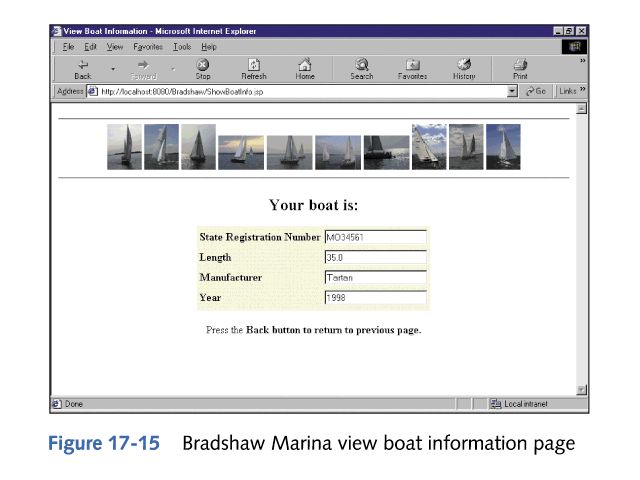 View Boat Information - Microsoft Internet Explorer
File Edit View Favorites Tools Help
Back Forward Stop Refresh Home Search Favorites History Print »
Address http://localhost:8080/Bradshaw/ShowBoatInfo.jsp Go Links »
Your boat is:
State Registration Number MO34561
Length 35.0
Manufacturer Tartan
Year 1998
Press the Back button to return to previous page.
Done Local intranet
Figure 17-15 Bradshaw Marina view boat information page